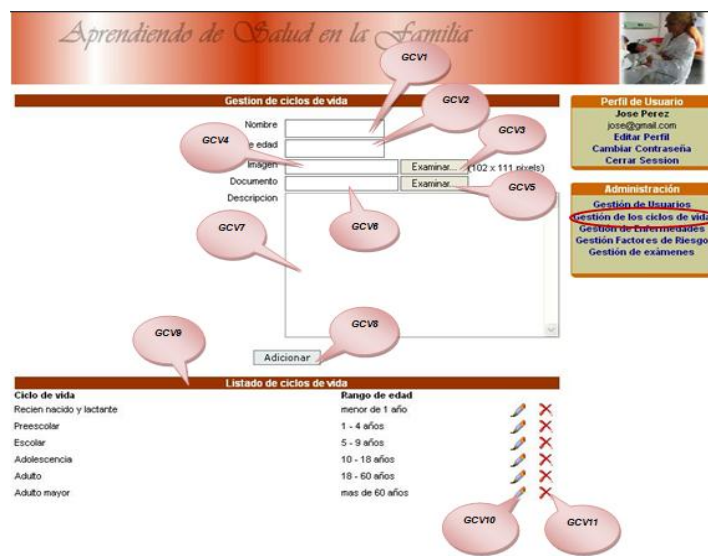 Aprendiendo de Salud en la Familia
GCV1
Gestion de ciclos de vida
Perfil de Usuario
GCV2
Jose Perez
Nombre
jose@gmail.com
GCV4
GCV3
e edad
Editar Perfil
Cambiar Contraseña
Imagen
Examinar...
(102 x 111 pixels)
Cerrar Session
Documento
Examinar...
GCV5
Descripcion
Administración
Gestión de Usuarios
Gestión de los ciclos de vida
GCV7
GCV6
Gestión de Enfermedades
Gestión Factores de Riesgo
Gestión de exámenes
GCV9
GCV8
Adicionar
Listado de ciclos de vida
Ciclo de vida Rango de edad
Recien nacido y lactante menor de 1 año
Preescolar 1 - 4 años
Escolar 5 - 9 años
Adolescencia 10 - 18 años
Adulto 18 - 60 años
Adulto mayor mas de 60 años
GCV10
GCV11